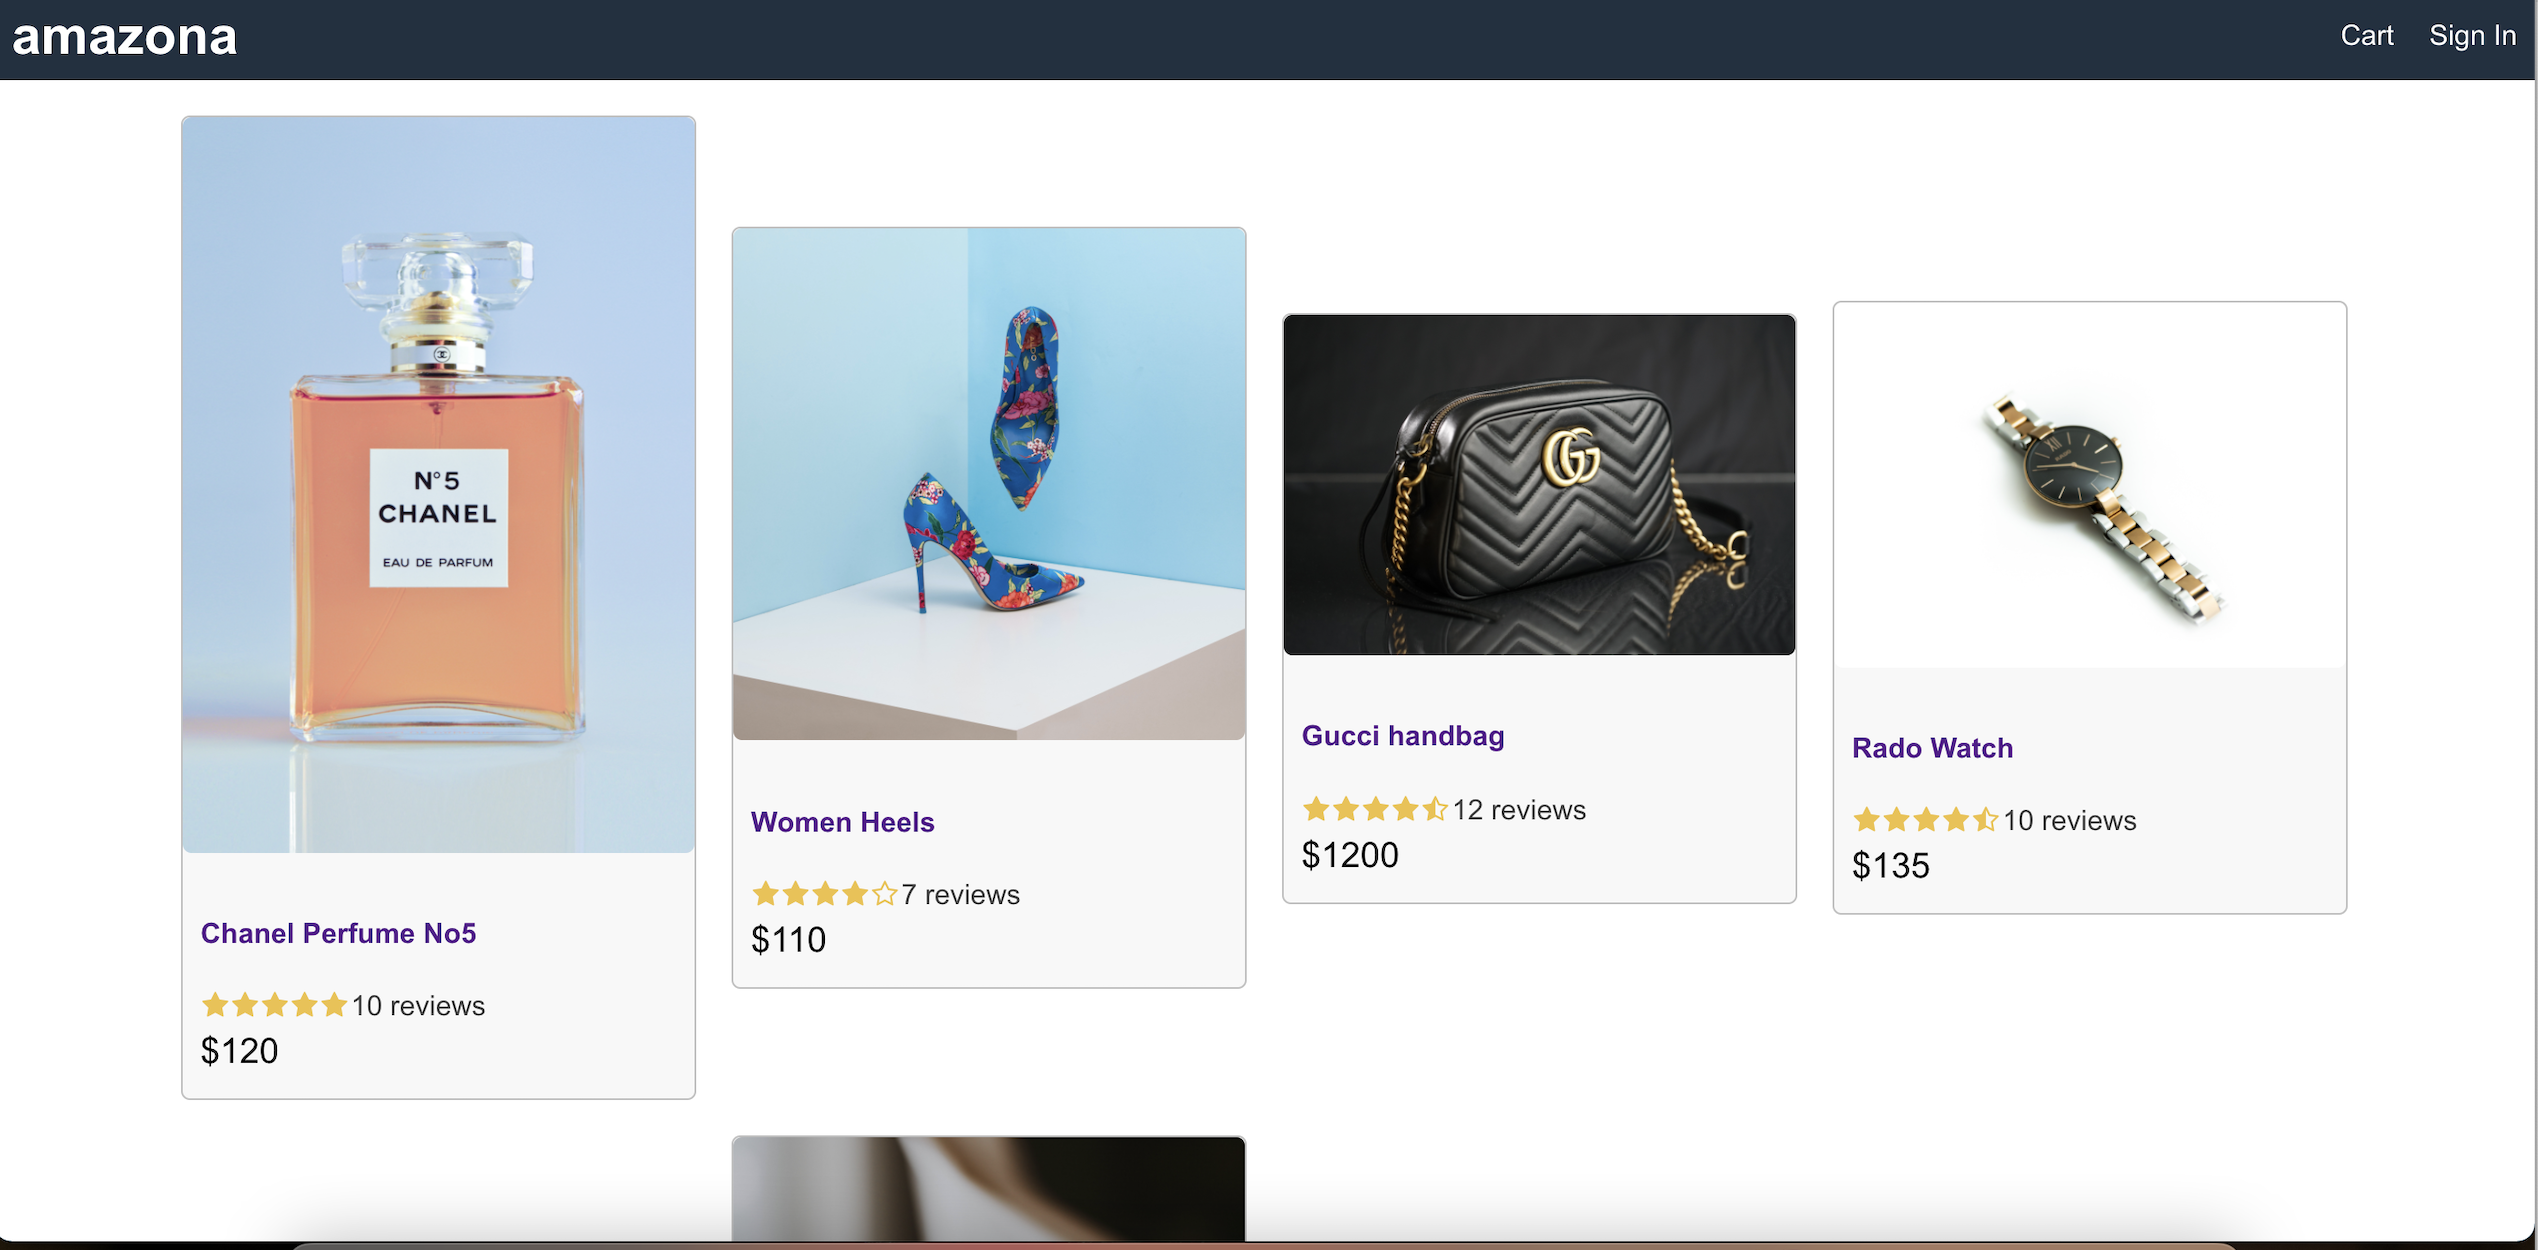 amazona
Cart
Sign In
N°5
CHANEL
EAU DE PARFUM
Chanel Perfume No5
10 reviews
$120
Women Heels
7 reviews
$110
Gucci handbag
12 reviews
$1200
Rado Watch
10 reviews
$135